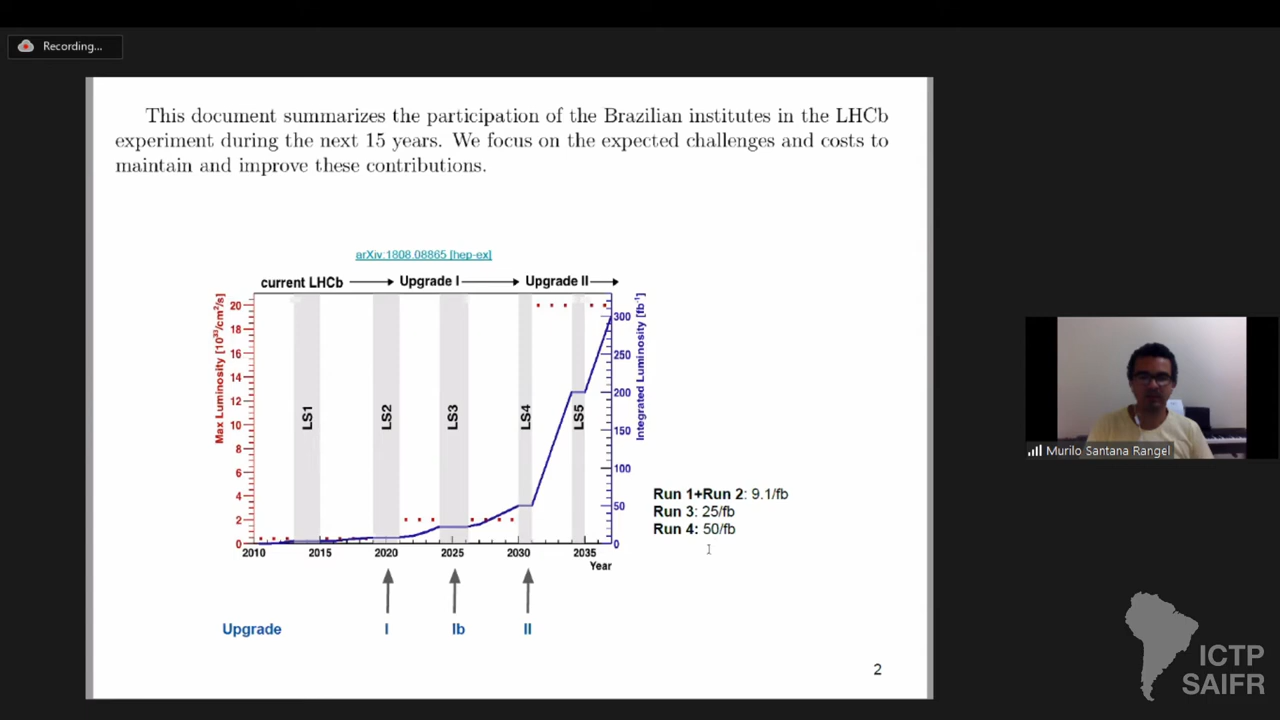 Recording...
This document summarizes the participation of the Brazilian institutes in the LHCb
experiment during the next 15 years. We focus on the expected challenges and costs to
maintain and improve these contributions.
arXiv:1808.08865 [hep-ex]
current LHCb
Upgrade I
Upgrade II
Max Luminosity [10³³/cm²/s]
20
18
16
14
12
10
8
6
4
2
0
LS1
LS2
LS3
LS4
LS5
300
250
200
150
100
50
0
Integrated Luminosity [fb⁻¹]
2010
2015
2020
2025
2030
2035
Year
Run 1+Run 2: 9.1/fb
Run 3: 25/fb
Run 4: 50/fb
Upgrade
I
Ib
II
2
Murilo Santana Rangel
ICTP
SAIFR